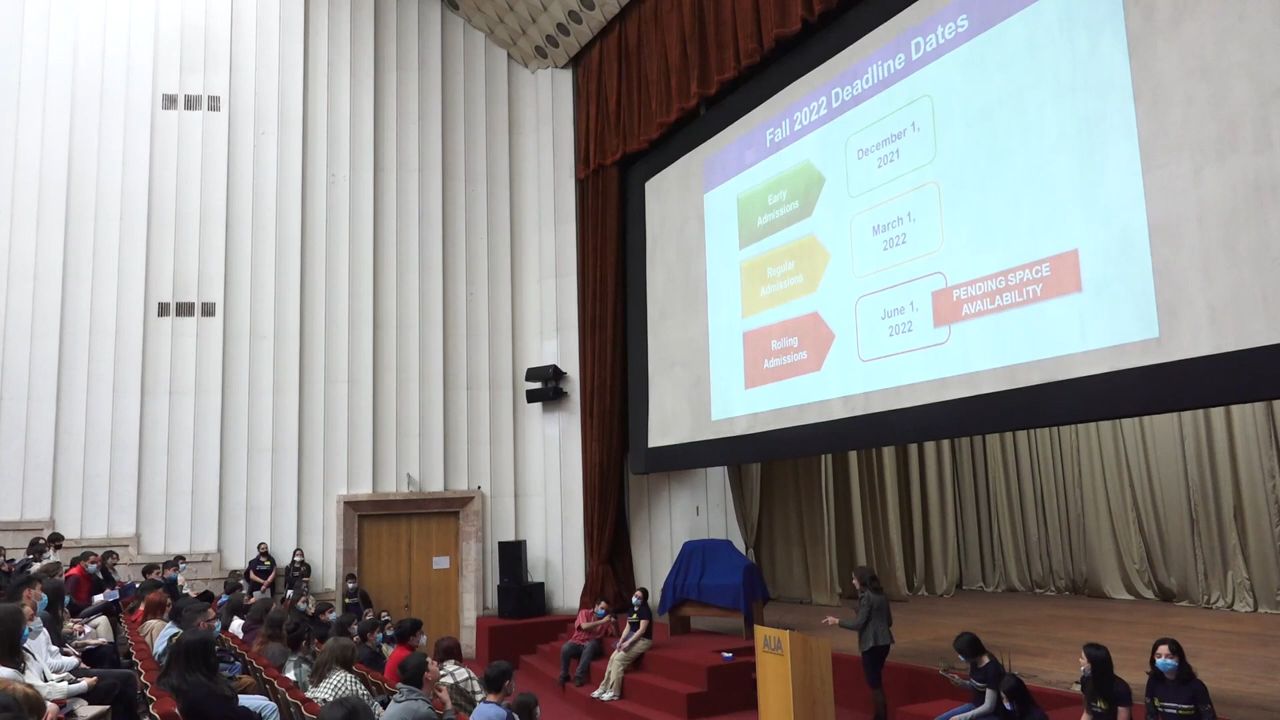 Fall 2022 Deadline Dates
Early
Admissions
December 1,
2021
Regular
Admissions
March 1,
2022
Rolling
Admissions
June 1,
2022
PENDING SPACE
AVAILABILITY
AUA